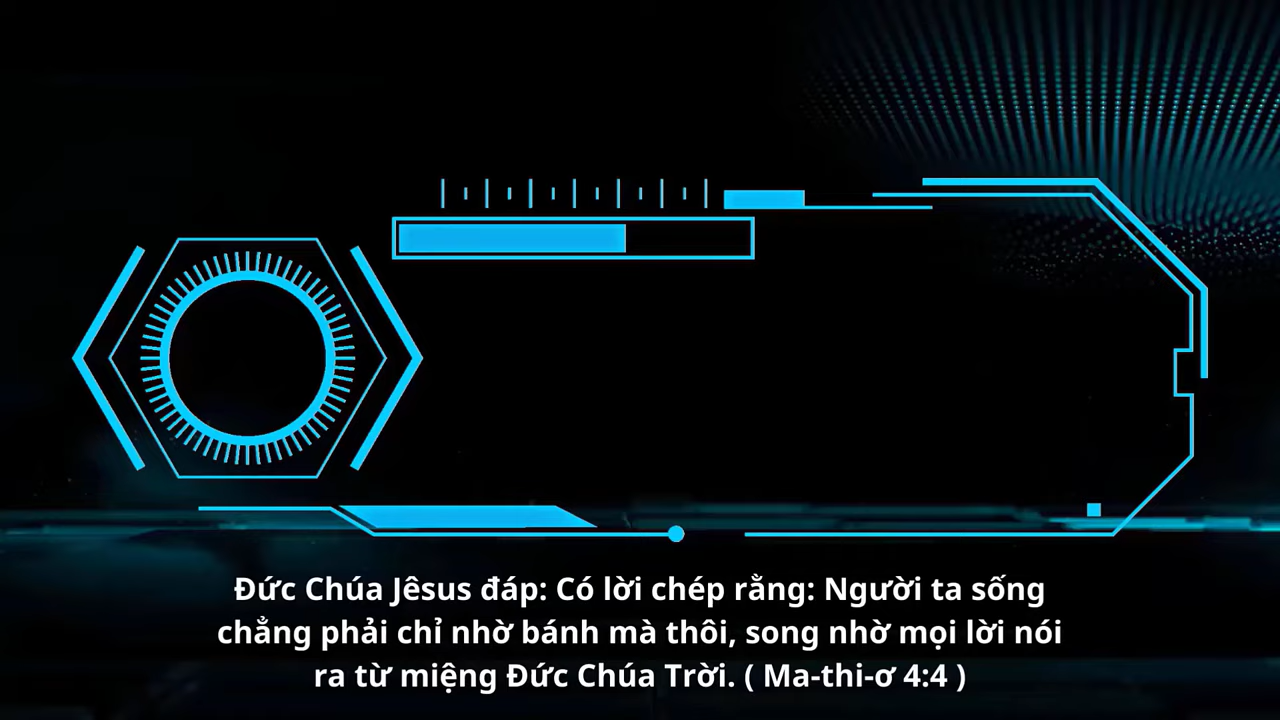 Đức Chúa Jêsus đáp: Có lời chép rằng: Người ta sống
chẳng phải chỉ nhờ bánh mà thôi, song nhờ mọi lời nói
ra từ miệng Đức Chúa Trời. ( Ma-thi-ơ 4:4 )